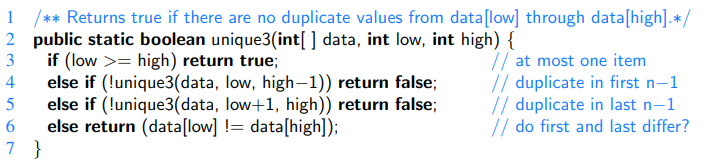 1 /** Returns true if there are no duplicate values from data[low] through data[high].*/
2 public static boolean unique3(int[ ] data, int low, int high) {
3 if (low >= high) return true; // at most one item
4 else if (!unique3(data, low, high−1)) return false; // duplicate in first n−1
5 else if (!unique3(data, low+1, high)) return false; // duplicate in last n−1
6 else return (data[low] != data[high]); // do first and last differ?
7 }